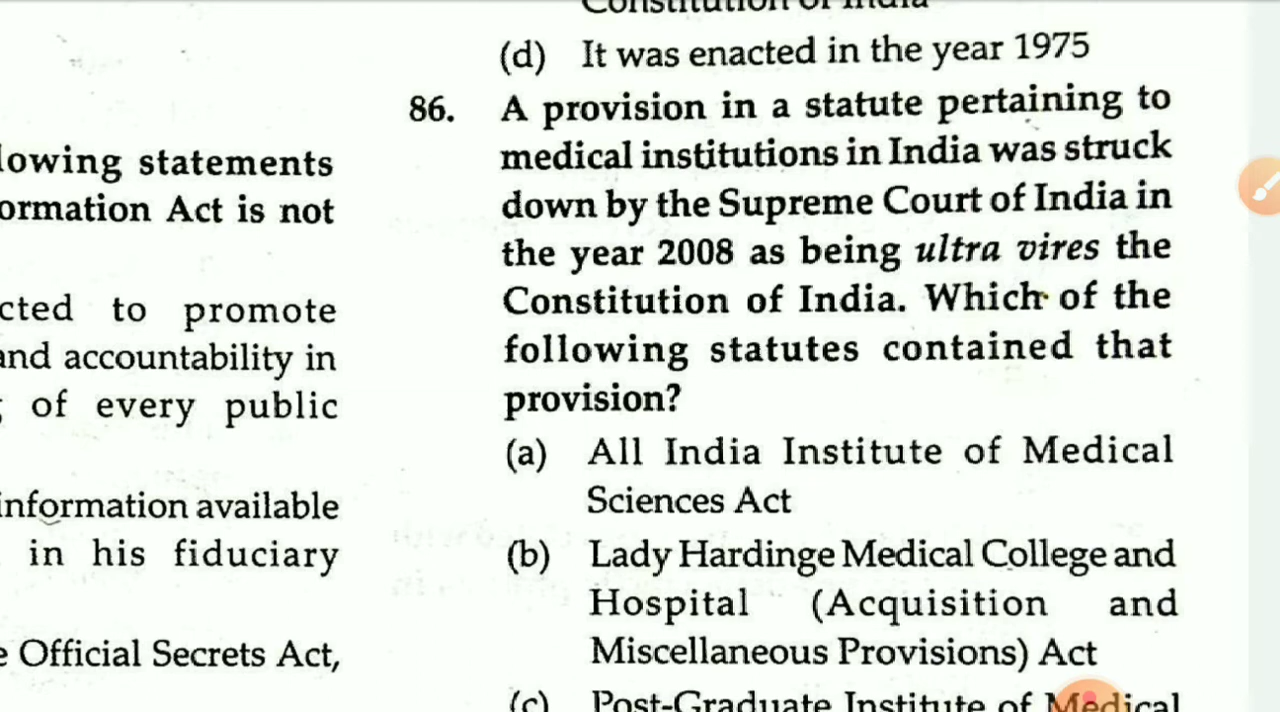 lowing statements
ormation Act is not
cted to promote
and accountability in
of every public
information available
in his fiduciary
Official Secrets Act,
Constitution of India
(d) It was enacted in the year 1975
86. A provision in a statute pertaining to
medical institutions in India was struck
down by the Supreme Court of India in
the year 2008 as being ultra vires the
Constitution of India. Which of the
following statutes contained that
provision?
(a) All India Institute of Medical
Sciences Act
(b) Lady Hardinge Medical College and
Hospital (Acquisition and
Miscellaneous Provisions) Act
(c) Post-Graduate Institute of Medical